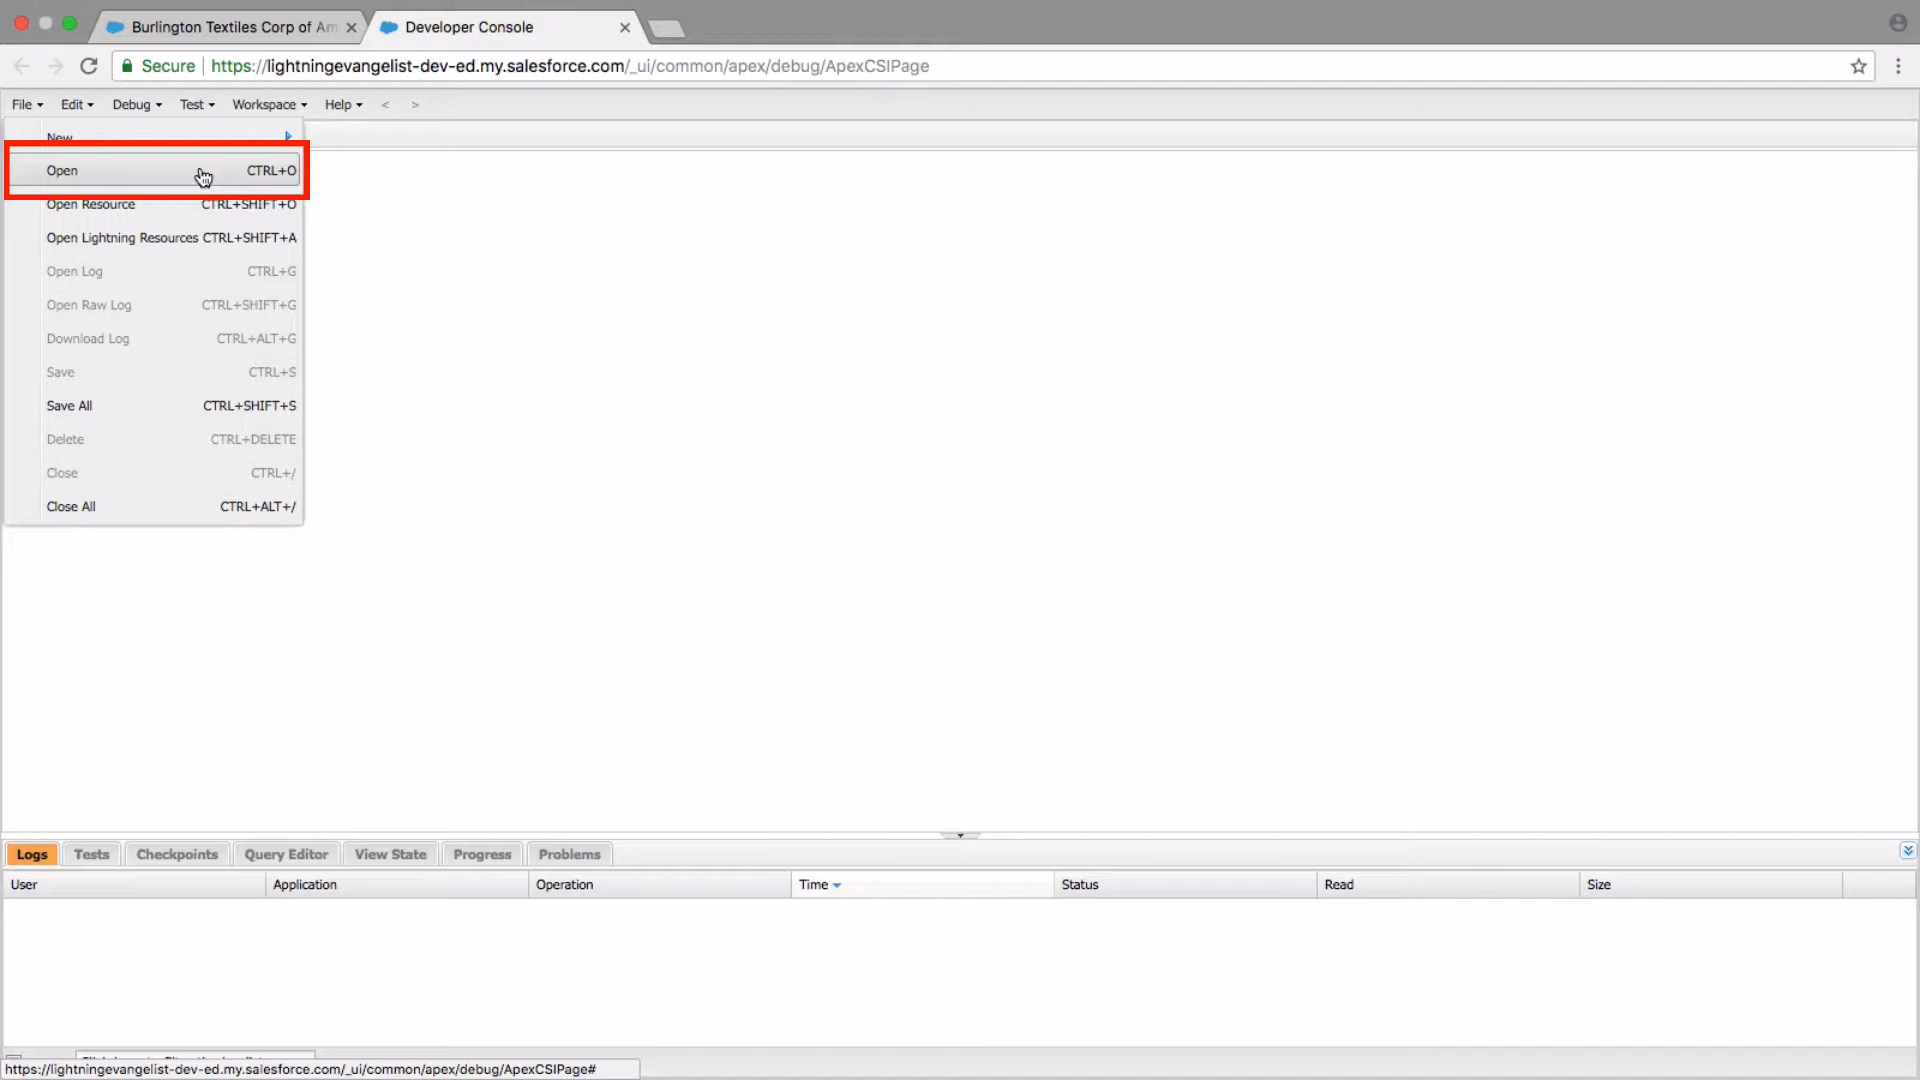 Burlington Textiles Corp of Am
Developer Console
Secure
https://lightningevangelist-dev-ed.my.salesforce.com/_ui/common/apex/debug/ApexCSIPage
File Edit Debug Test Workspace Help < >
New
Open CTRL+O
Open Resource CTRL+SHIFT+O
Open Lightning Resources CTRL+SHIFT+A
Open Log CTRL+G
Open Raw Log CTRL+SHIFT+G
Download Log CTRL+ALT+G
Save CTRL+S
Save All CTRL+SHIFT+S
Delete CTRL+DELETE
Close CTRL+/
Close All CTRL+ALT+/
Logs Tests Checkpoints Query Editor View State Progress Problems
User Application Operation Time Status Read Size
https://lightningevangelist-dev-ed.my.salesforce.com/_ui/common/apex/debug/ApexCSIPage#